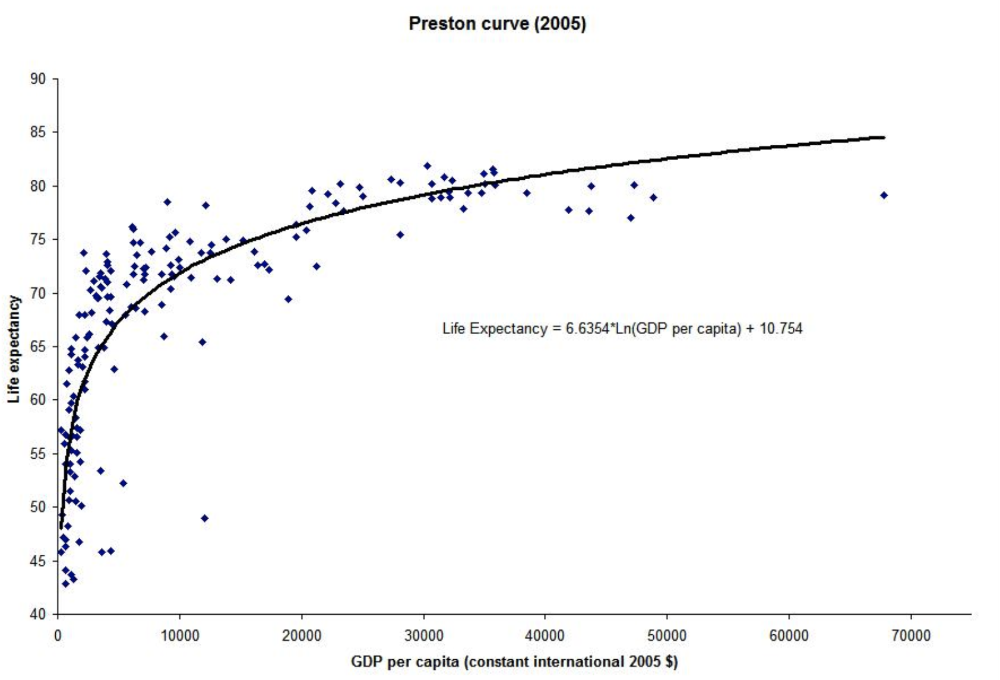 Preston curve (2005)
90
85
80
75
70
65
60
55
50
45
40
Life expectancy
Life Expectancy = 6.6354*Ln(GDP per capita) + 10.754
0 10000 20000 30000 40000 50000 60000 70000
GDP per capita (constant international 2005 $)